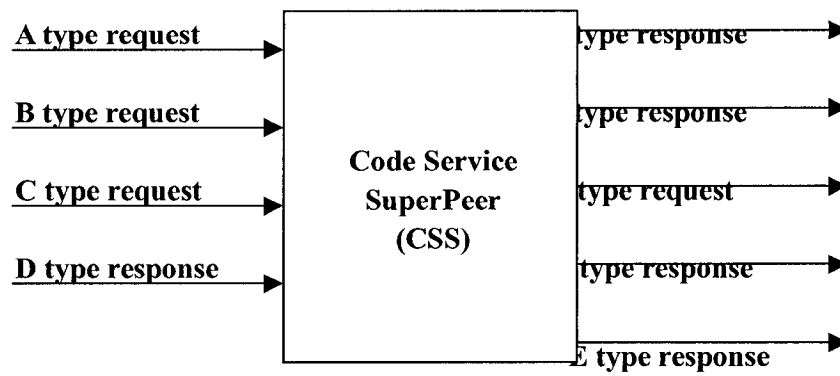 A type request
B type request
C type request
D type response
Code Service
SuperPeer
(CSS)
type response
type response
type request
type response
E type response